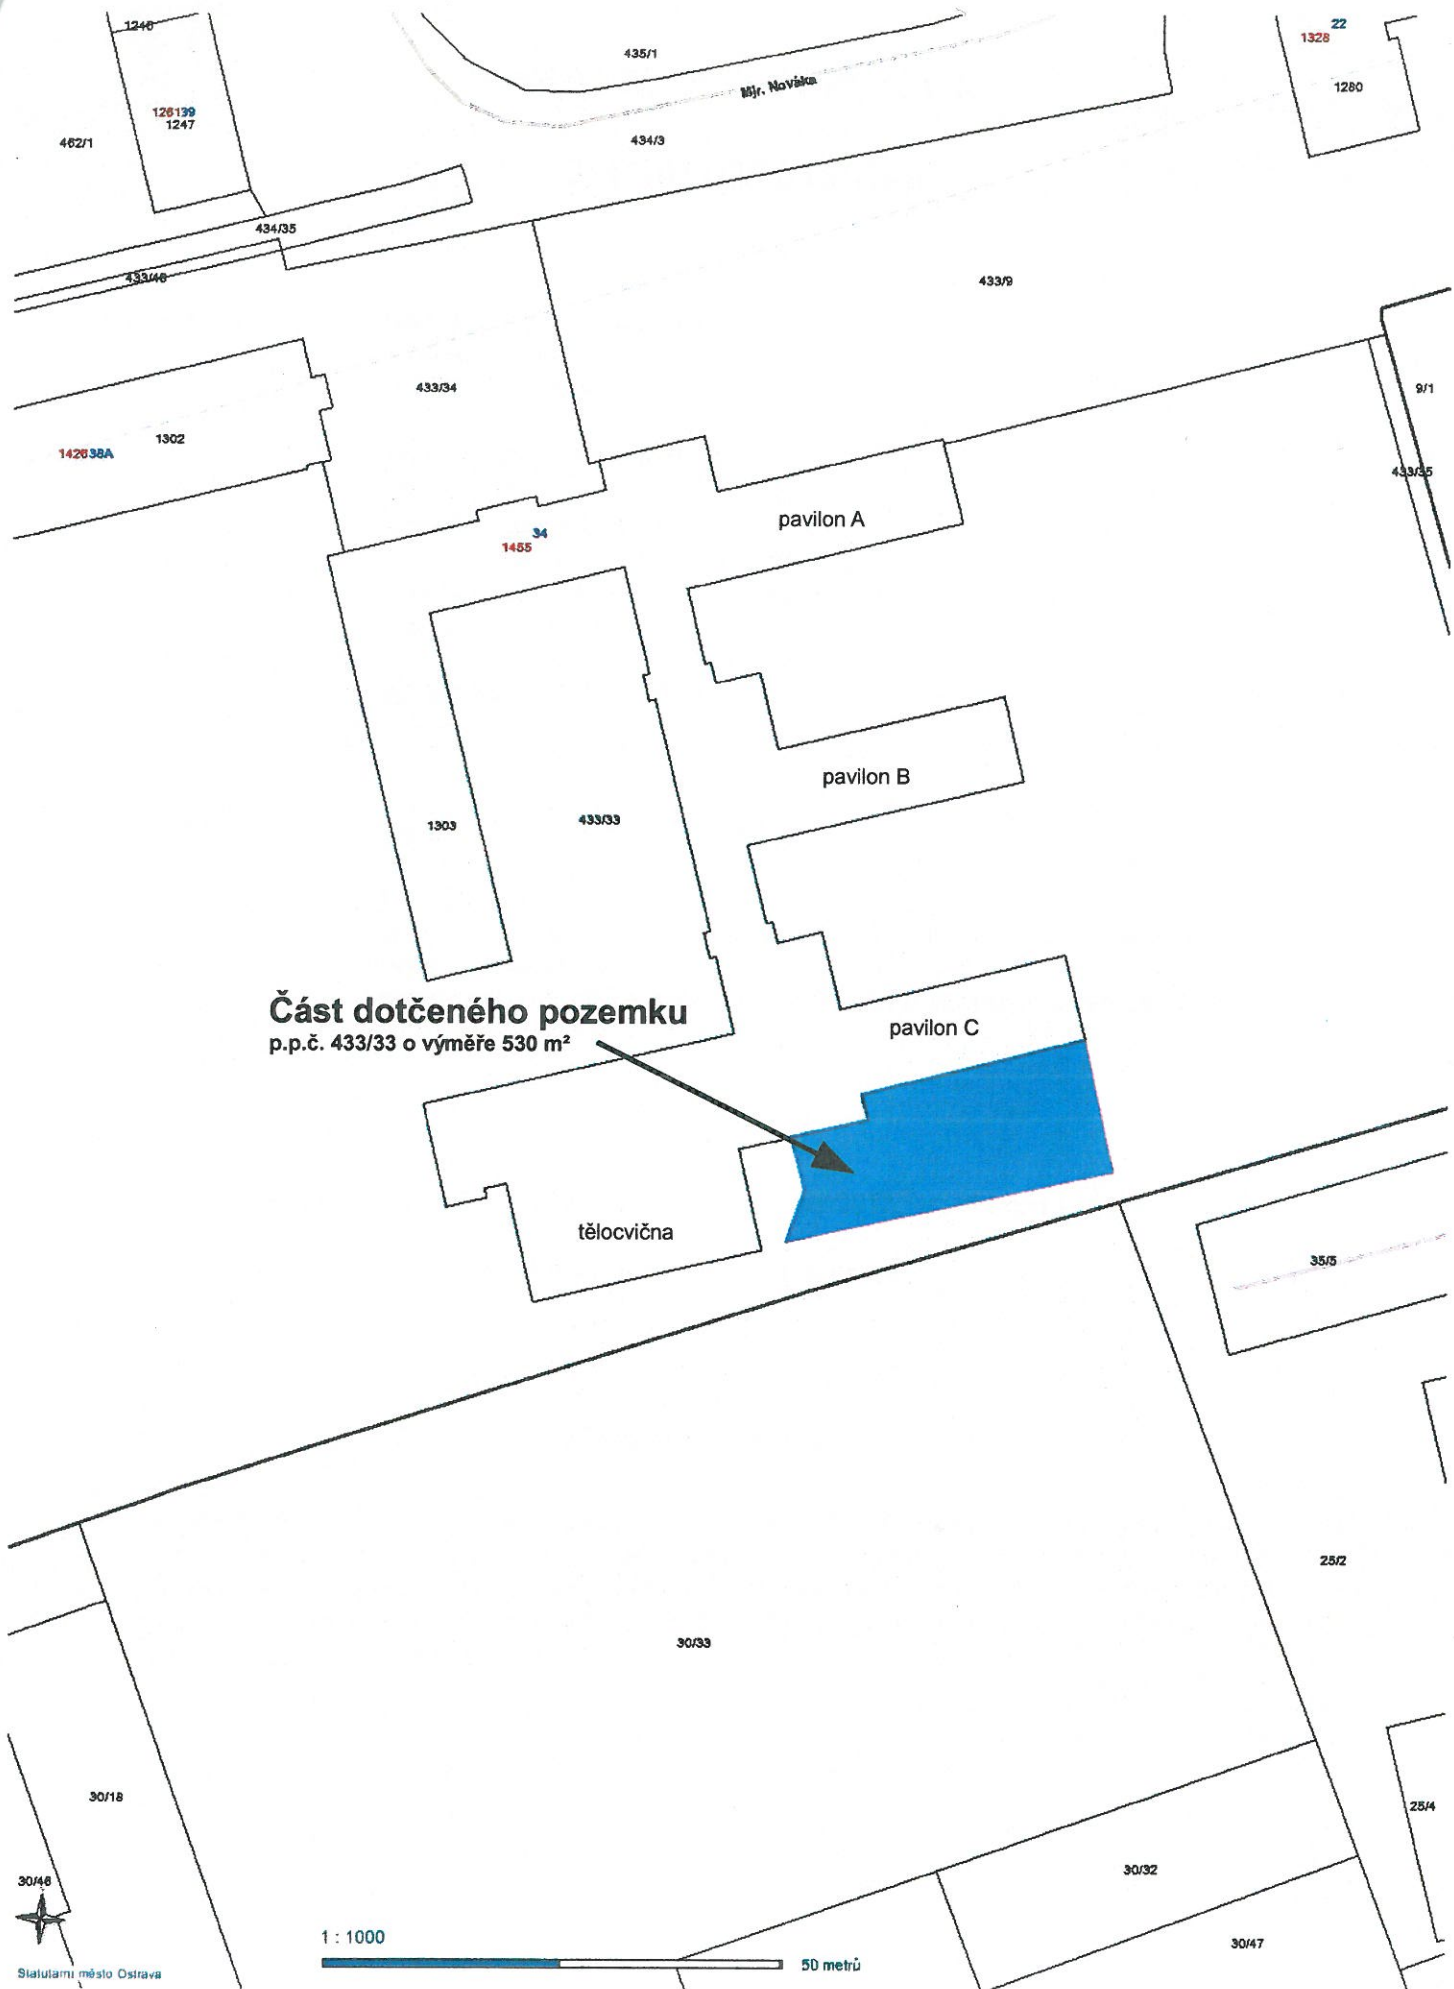 1246
435/1
22
1328
1280
Mjr. Nováka
126139
1247
462/1
434/3
434/35
433/46
433/9
433/34
9/1
1302
142638A
433/35
pavilon A
34
1455
pavilon B
1303
433/33
Část dotčeného pozemku
p.p.č. 433/33 o výměře 530 m²
pavilon C
tělocvična
35/5
25/2
30/33
30/18
25/4
30/46
30/32
1 : 1000
50 metrů
30/47
Statutární město Ostrava